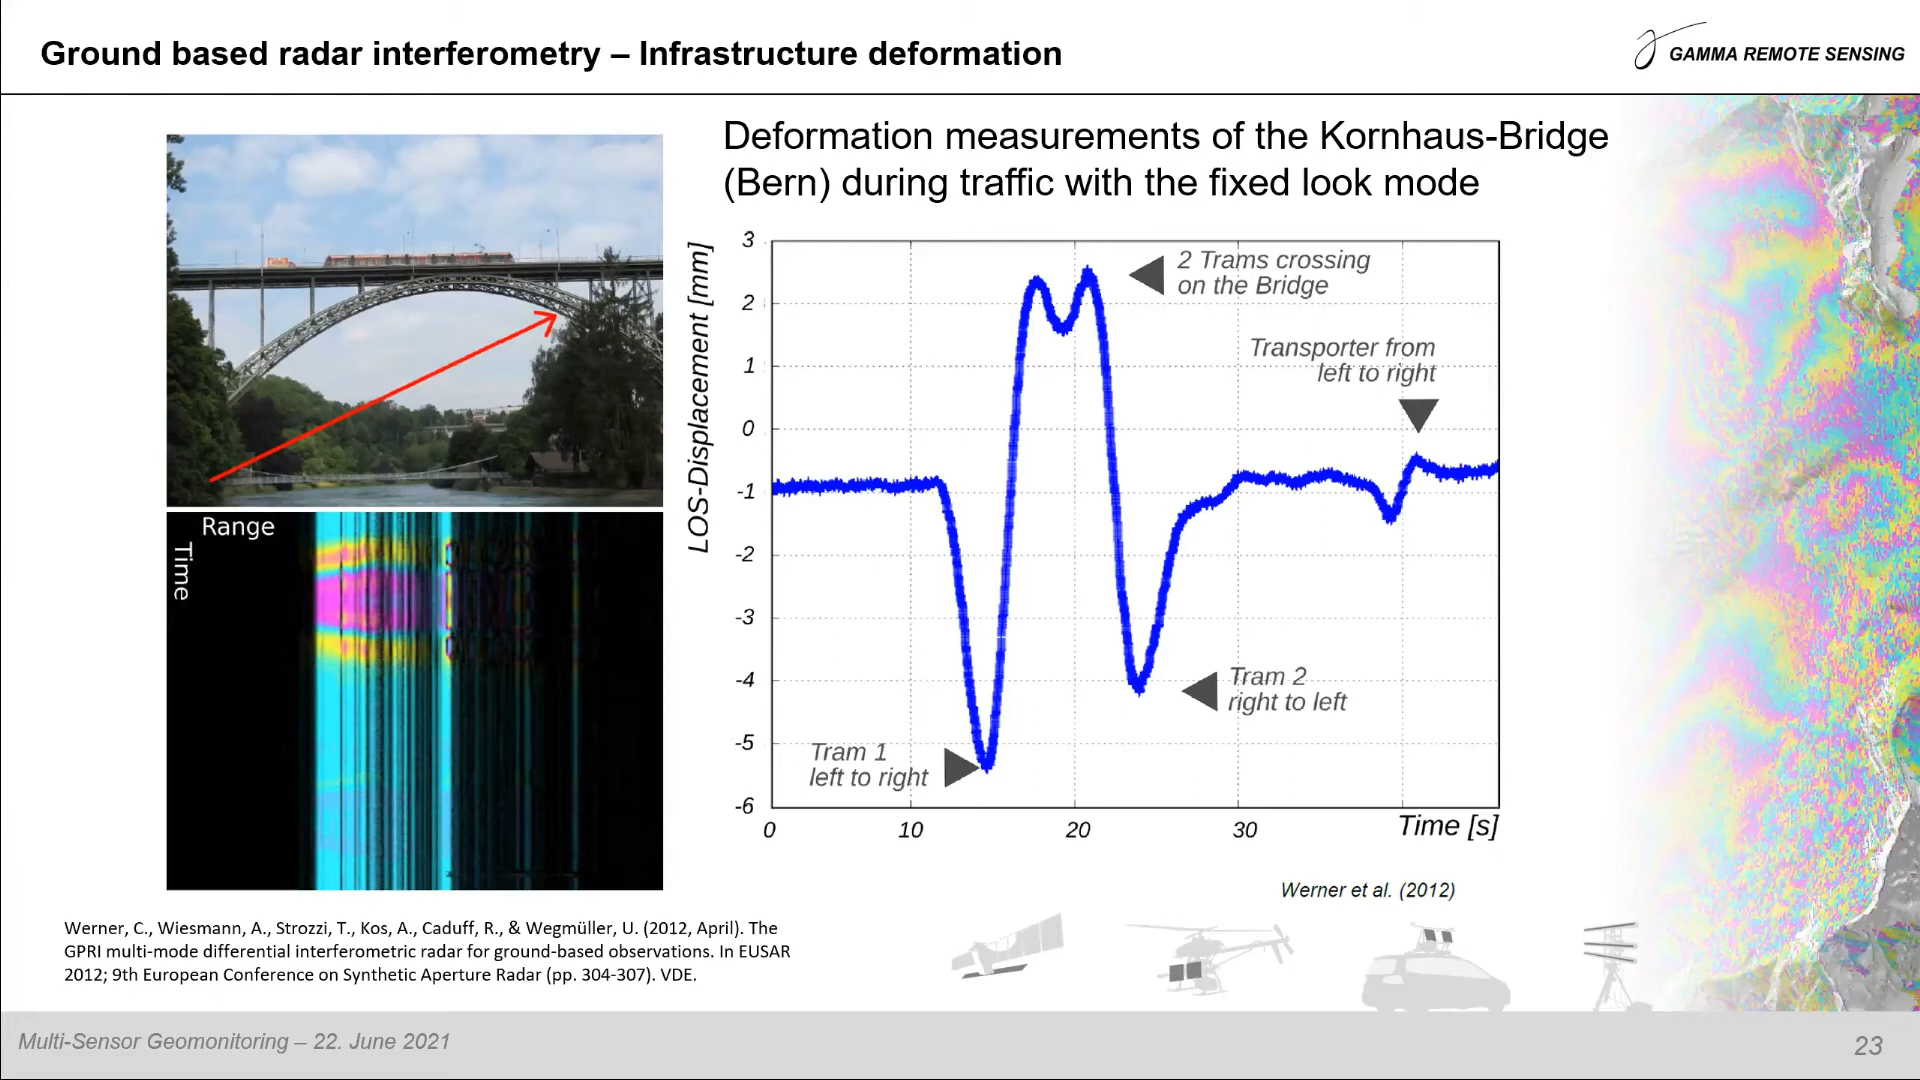 Ground based radar interferometry – Infrastructure deformation
GAMMA REMOTE SENSING
Deformation measurements of the Kornhaus-Bridge
(Bern) during traffic with the fixed look mode
Range
Time
LOS-Displacement [mm]
3
2
1
0
-1
-2
-3
-4
-5
-6
2 Trams crossing
on the Bridge
Transporter from
left to right
Tram 2
right to left
Tram 1
left to right
0 10 20 30 Time [s]
Werner et al. (2012)
Werner, C., Wiesmann, A., Strozzi, T., Kos, A., Caduff, R., & Wegmüller, U. (2012, April). The
GPRI multi-mode differential interferometric radar for ground-based observations. In EUSAR
2012; 9th European Conference on Synthetic Aperture Radar (pp. 304-307). VDE.
Multi-Sensor Geomonitoring – 22. June 2021
23